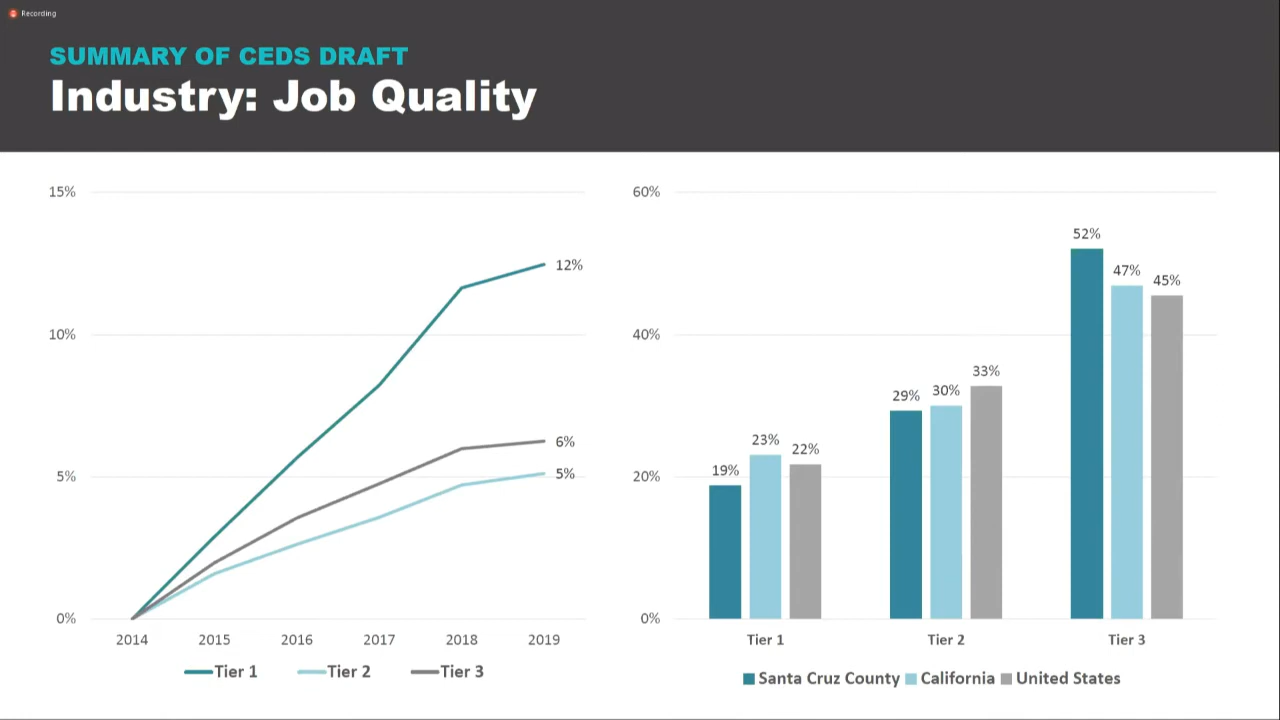 Recording
SUMMARY OF CEDS DRAFT
Industry: Job Quality
15%
10%
5%
0%
12%
6%
5%
2014 2015 2016 2017 2018 2019
Tier 1 Tier 2 Tier 3
60%
40%
20%
0%
19% 23% 22%
29% 30% 33%
52% 47% 45%
Tier 1 Tier 2 Tier 3
Santa Cruz County California United States